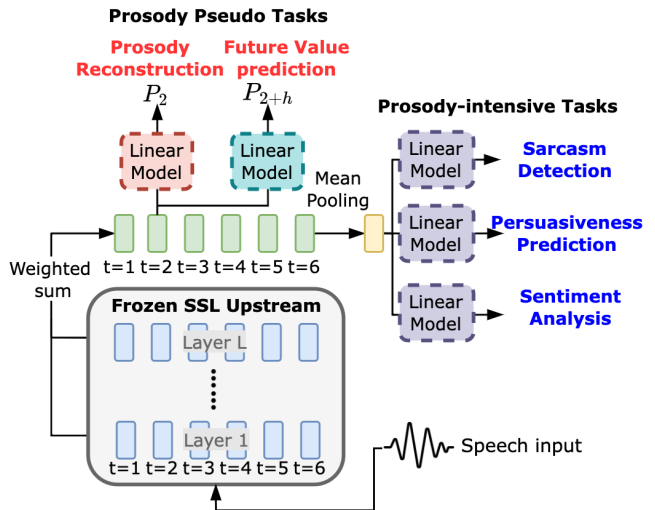 Prosody Pseudo Tasks
Prosody
Reconstruction
Future Value
prediction
P2
P2+h
Linear
Model
Linear
Model
Mean
Pooling
Prosody-intensive Tasks
Linear
Model
Sarcasm
Detection
Linear
Model
Persuasiveness
Prediction
Linear
Model
Sentiment
Analysis
t=1 t=2 t=3 t=4 t=5 t=6
Weighted
sum
Frozen SSL Upstream
Layer L
Layer 1
t=1 t=2 t=3 t=4 t=5 t=6
Speech input